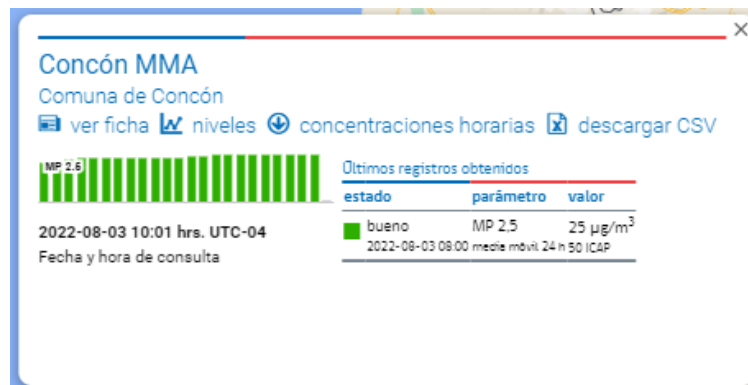 Concón MMA
Comuna de Concón
ver ficha niveles concentraciones horarias descargar CSV
MP 2.5
2022-08-03 10:01 hrs. UTC-04
Fecha y hora de consulta
Últimos registros obtenidos
estado parámetro valor
bueno MP 2,5 25 µg/m³
2022-08-03 08:00 media móvil 24 h 50 ICAP